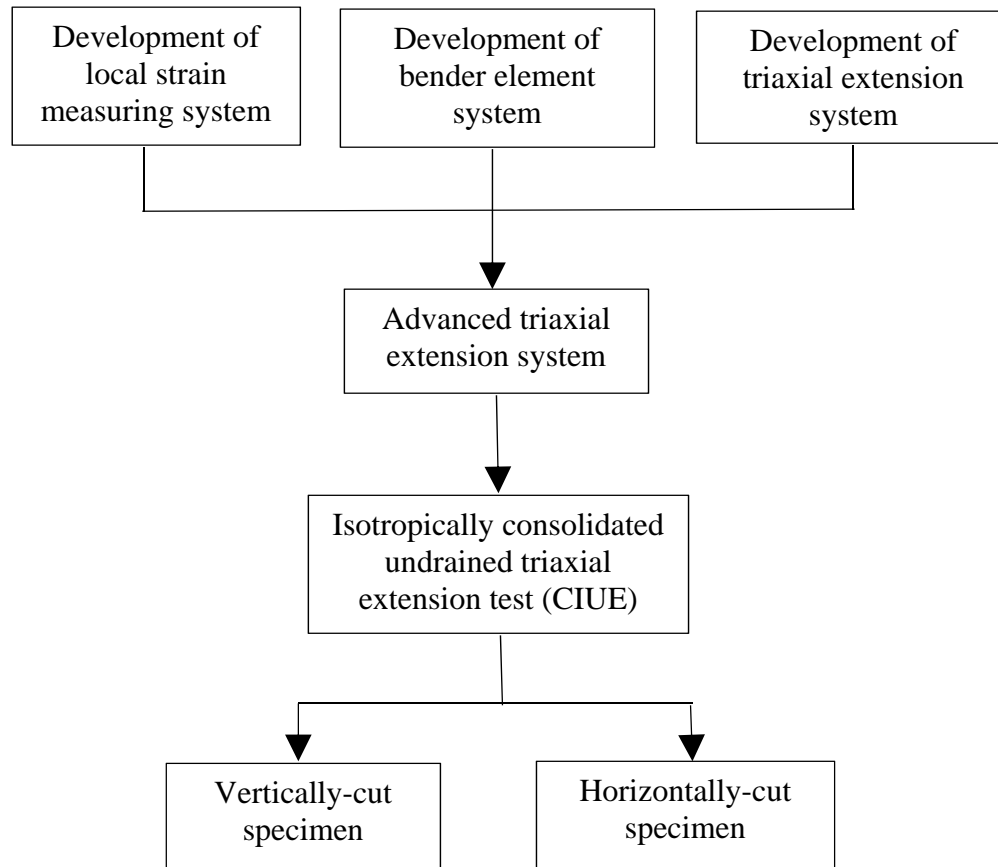 Development of
local strain
measuring system
Development of
bender element
system
Development of
triaxial extension
system
Advanced triaxial
extension system
Isotropically consolidated
undrained triaxial
extension test (CIUE)
Vertically-cut
specimen
Horizontally-cut
specimen